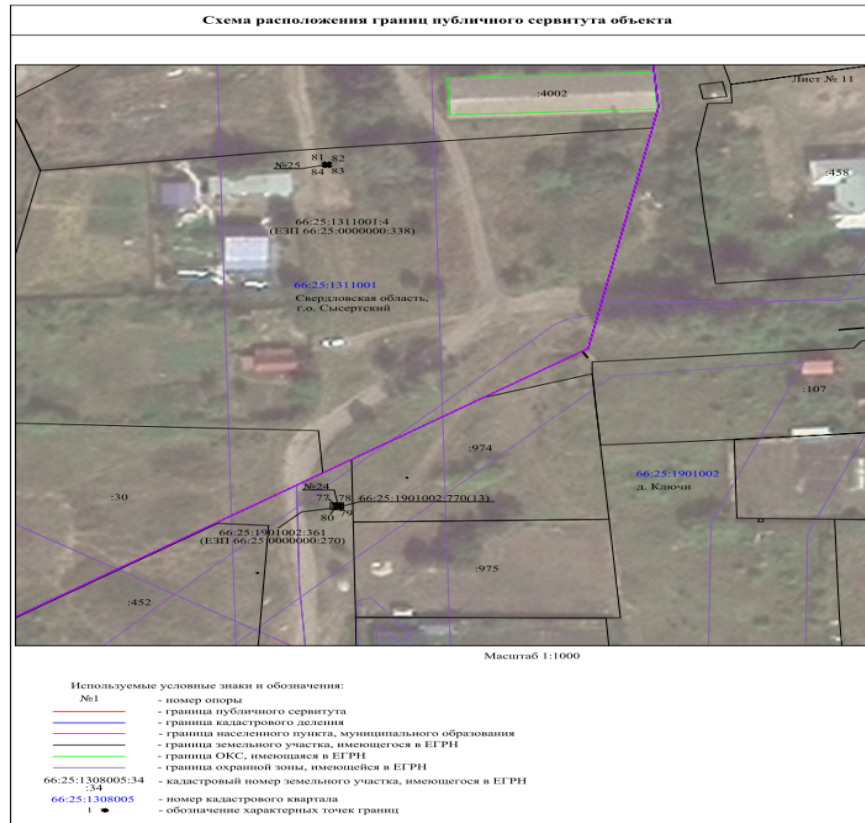 Схема расположения границ публичного сервитута объекта
Лист № 11
:4002
:458
№25
81 82
84 83
66:25:1311001:4
(ЕЗП 66:25:0000000:338)
66:25:1311001
Свердловская область,
г.о. Сысертский
:107
:974
66:25:1901002
д. Ключи
:30
№24
77 78
66:25:1901002:770(13)
80 79
66:25:1901002:361
(ЕЗП 66:25:0000000:270)
:975
:452
Масштаб 1:1000
Используемые условные знаки и обозначения:
№1 - номер опоры
- граница публичного сервитута
- граница кадастрового деления
- граница населенного пункта, муниципального образования
- граница земельного участка, имеющегося в ЕГРН
- граница ОКС, имеющаяся в ЕГРН
- граница охранной зоны, имеющейся в ЕГРН
66:25:1308005:34 - кадастровый номер земельного участка, имеющегося в ЕГРН
:34
66:25:1308005 - номер кадастрового квартала
1 - обозначение характерных точек границ